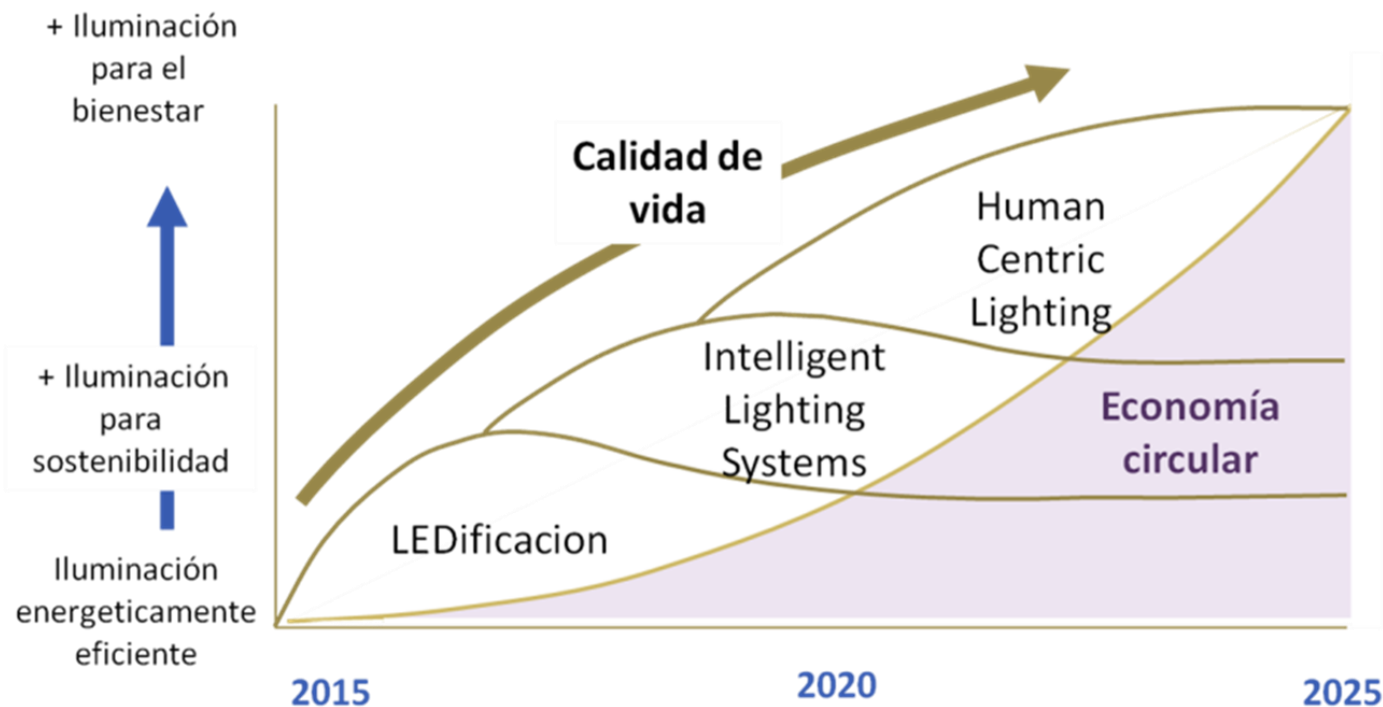 + Iluminación
para el
bienestar
Calidad de
vida
Human
Centric
Lighting
Intelligent
Lighting
Systems
+ Iluminación
para
sostenibilidad
Economía
circular
LEDificacion
Iluminación
energeticamente
eficiente
2015
2020
2025